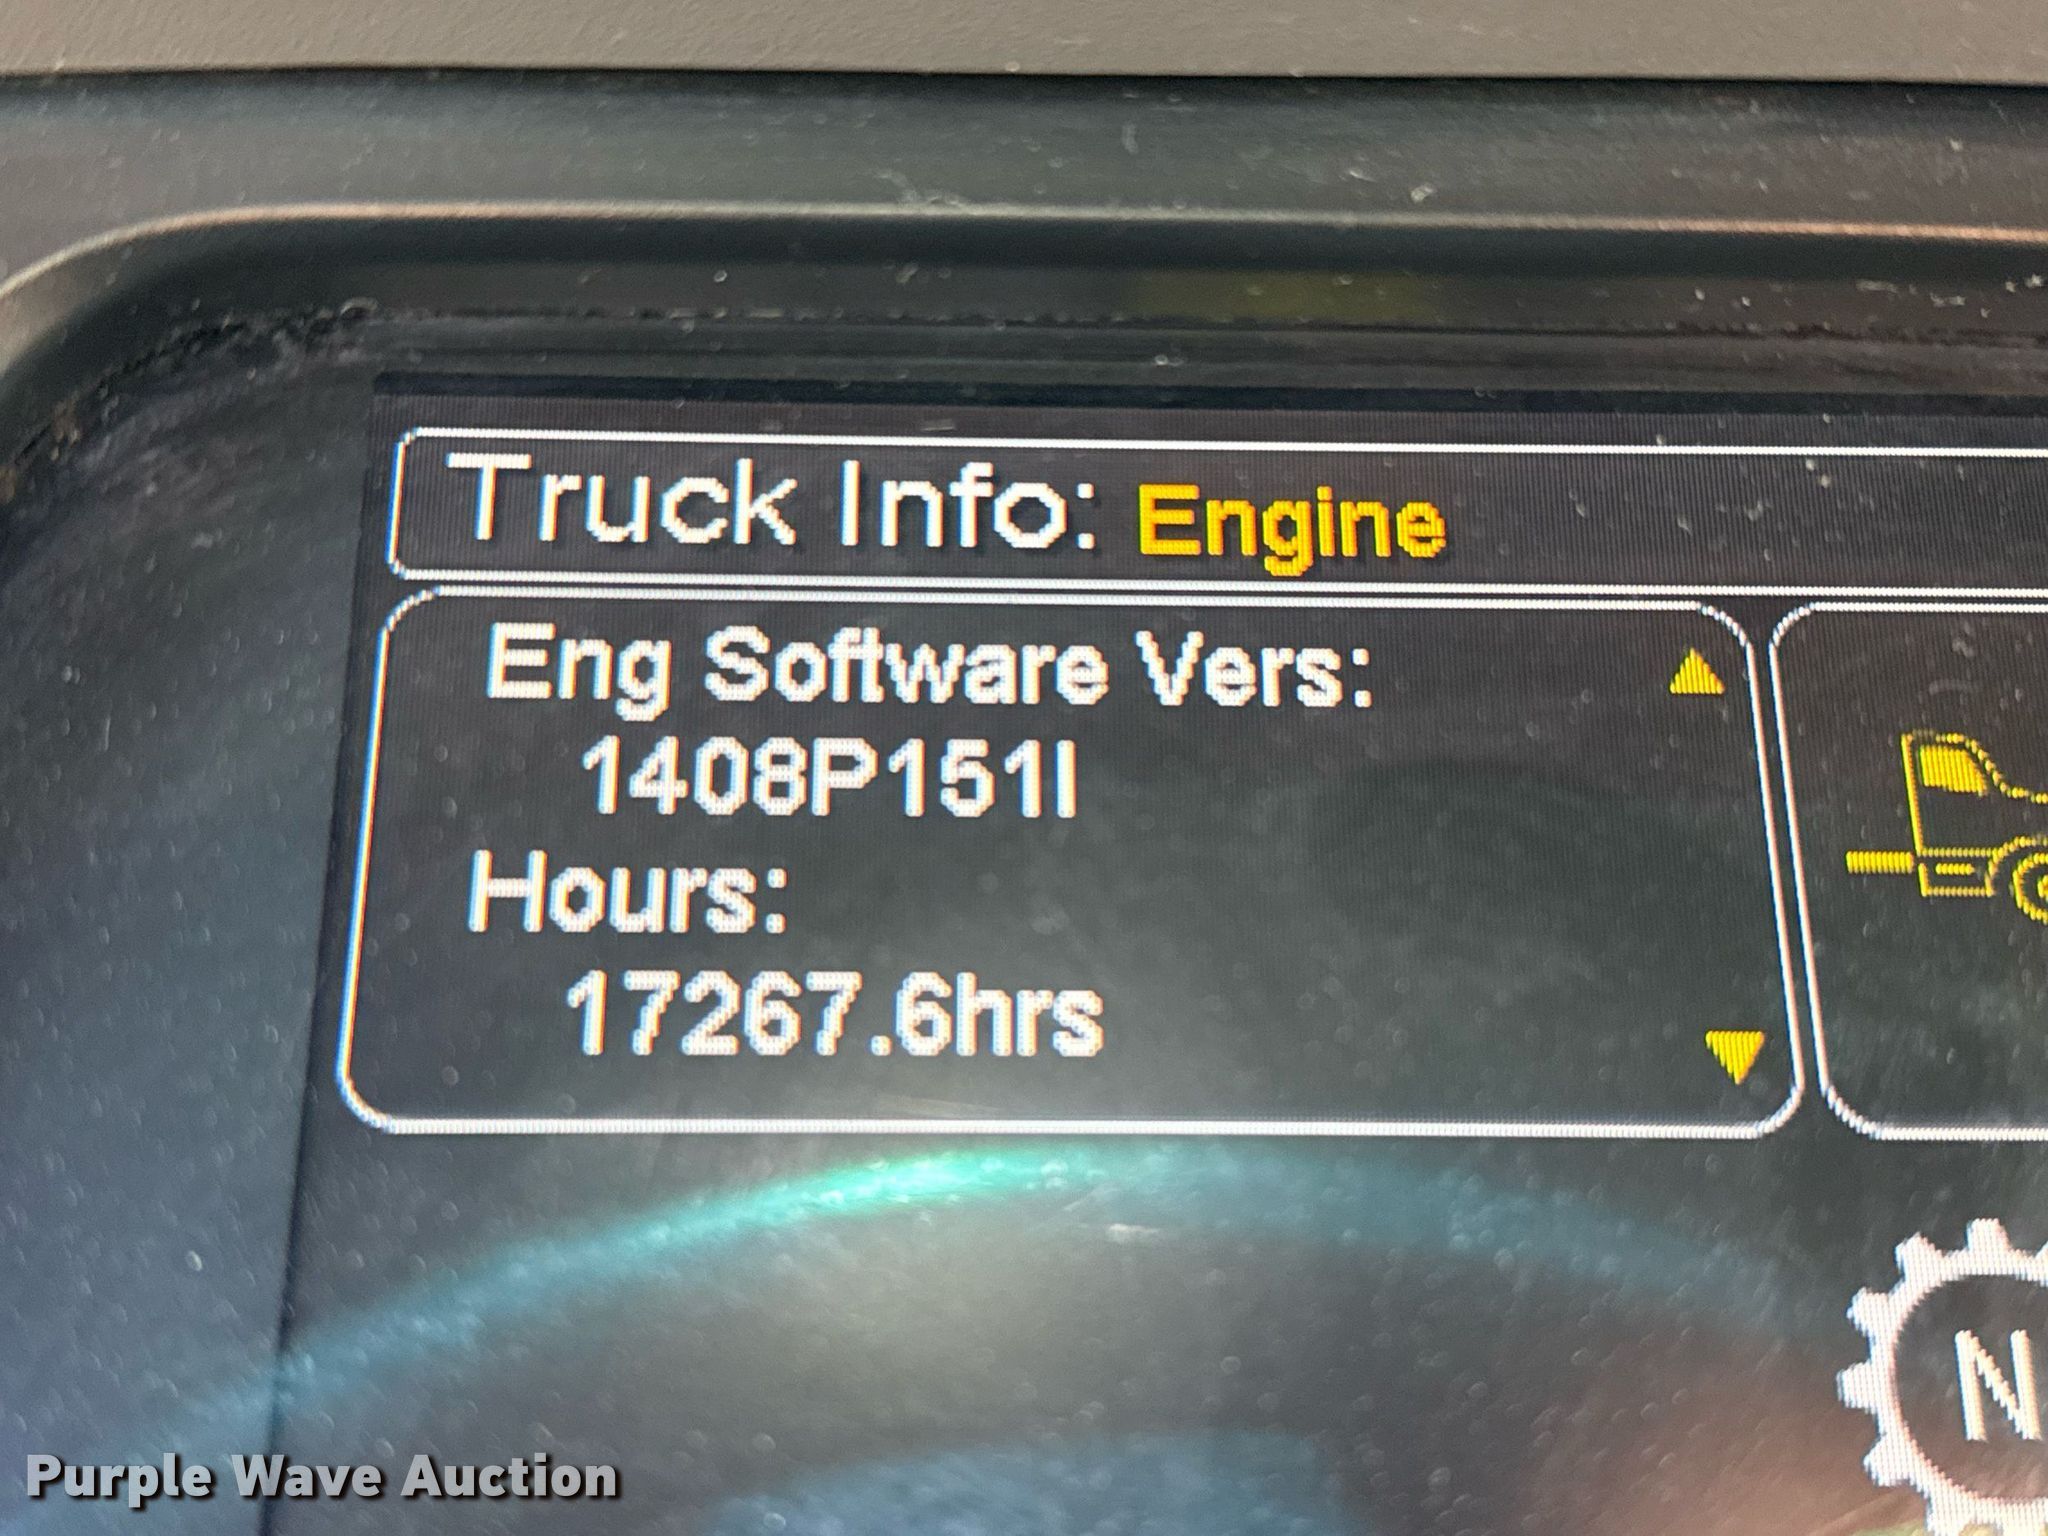 Truck Info: Engine
Eng Software Vers:
1408P151I
Hours:
17267.6hrs
N
Purple Wave Auction